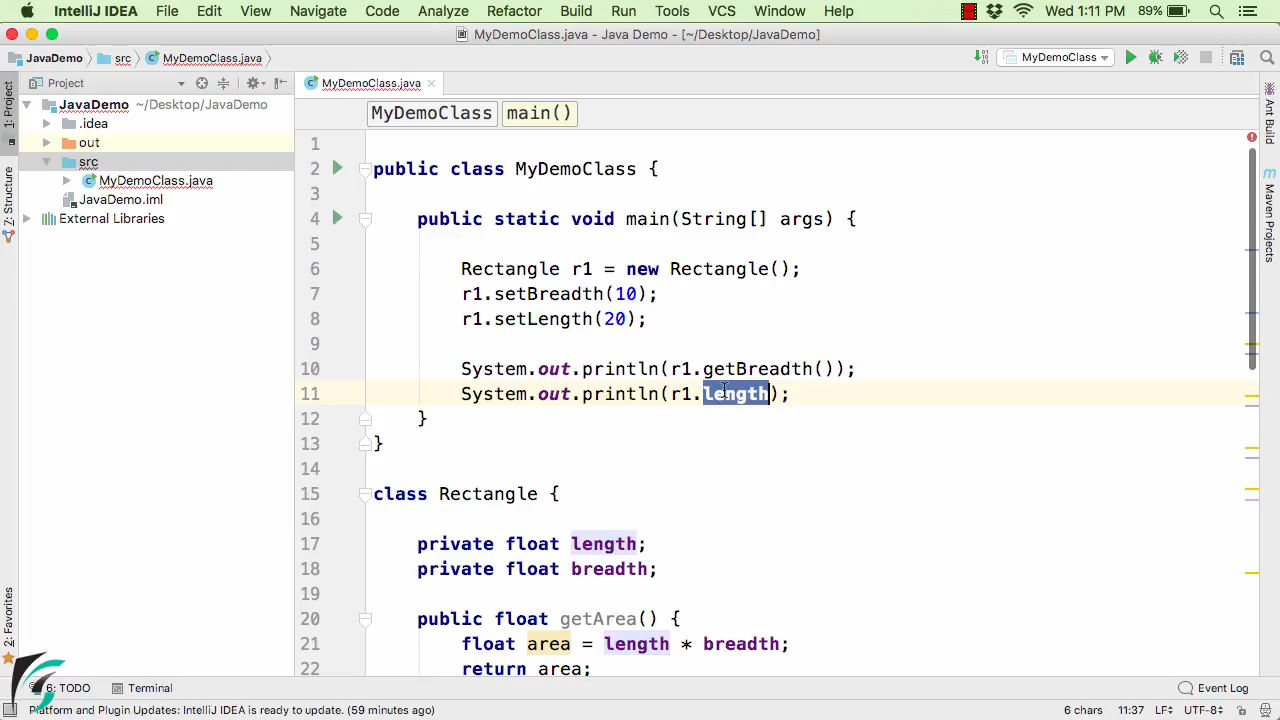 IntelliJ IDEA File Edit View Navigate Code Analyze Refactor Build Run Tools VCS Window Help Wed 1:11 PM 89%
MyDemoClass.java - Java Demo - [~/Desktop/JavaDemo]
JavaDemo src MyDemoClass.java MyDemoClass
Project MyDemoClass.java
JavaDemo ~/Desktop/JavaDemo
.idea
out
src
MyDemoClass.java
JavaDemo.iml
External Libraries
1: Project
7: Structure
2: Favorites
MyDemoClass main()
1
2 public class MyDemoClass {
3
4 public static void main(String[] args) {
5
6 Rectangle r1 = new Rectangle();
7 r1.setBreadth(10);
8 r1.setLength(20);
9
10 System.out.println(r1.getBreadth());
11 System.out.println(r1.length);
12 }
13 }
14
15 class Rectangle {
16
17 private float length;
18 private float breadth;
19
20 public float getArea() {
21 float area = length * breadth;
22 return area;
Ant Build
m Maven Projects
6: TODO Terminal Event Log
Platform and Plugin Updates: IntelliJ IDEA is ready to update. (59 minutes ago) 6 chars 11:37 LF÷ UTF-8÷